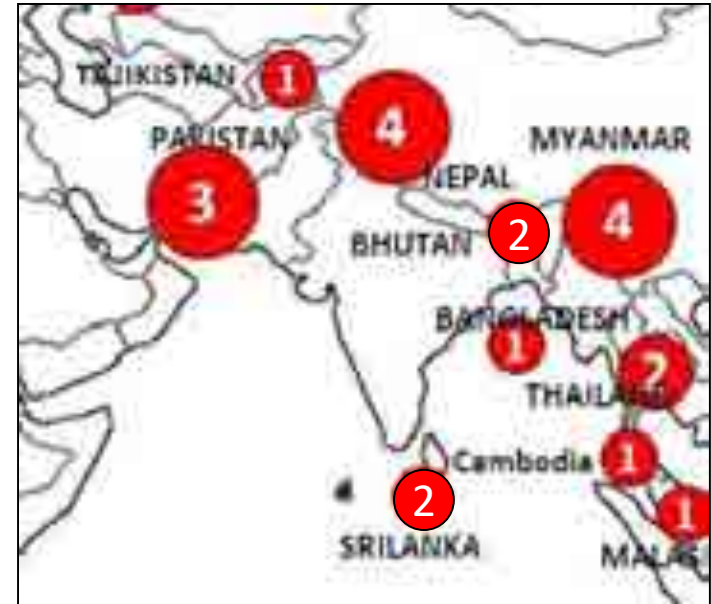 TAJIKISTAN
1
PAKISTAN
4
MYANMAR
3
NEPAL
4
BHUTAN
2
BANGLADESH
1
2
THAILAND
Cambodia
1
2
1
SRILANKA
MALAS